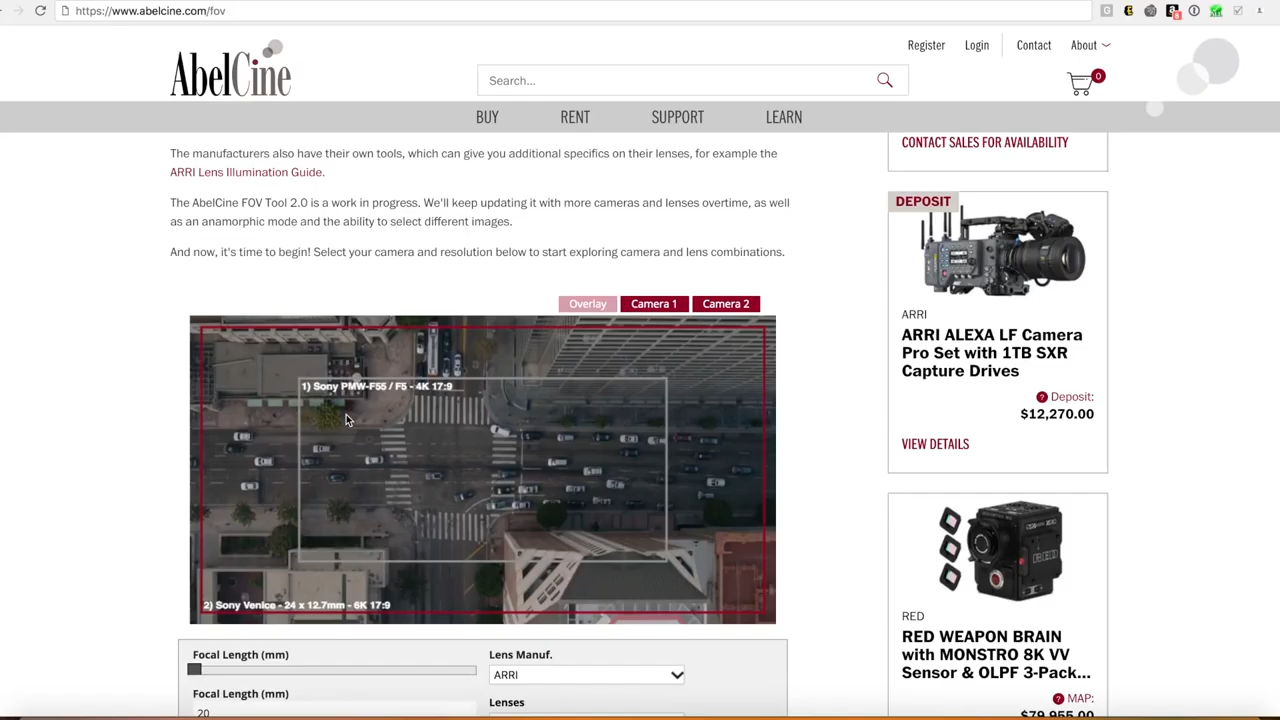 https://www.abelcine.com/fov
AbelCine
Register
Login
Contact
About
Search...
0
BUY
RENT
SUPPORT
LEARN
The manufacturers also have their own tools, which can give you additional specifics on their lenses, for example the
ARRI Lens Illumination Guide.
The AbelCine FOV Tool 2.0 is a work in progress. We'll keep updating it with more cameras and lenses overtime, as well
as an anamorphic mode and the ability to select different images.
And now, it's time to begin! Select your camera and resolution below to start exploring camera and lens combinations.
Overlay
Camera 1
Camera 2
1) Sony PMW-F55 / F5 - 4K 17:9
2) Sony Venice - 24 x 12.7mm - 6K 17:9
Focal Length (mm)
Focal Length (mm)
20
Lens Manuf.
ARRI
Lenses
CONTACT SALES FOR AVAILABILITY
DEPOSIT
ARRI
ARRI ALEXA LF Camera
Pro Set with 1TB SXR
Capture Drives
? Deposit:
$12,270.00
VIEW DETAILS
RED
RED
RED WEAPON BRAIN
with MONSTRO 8K VV
Sensor & OLPF 3-Pack...
? MAP:
$79,955.00